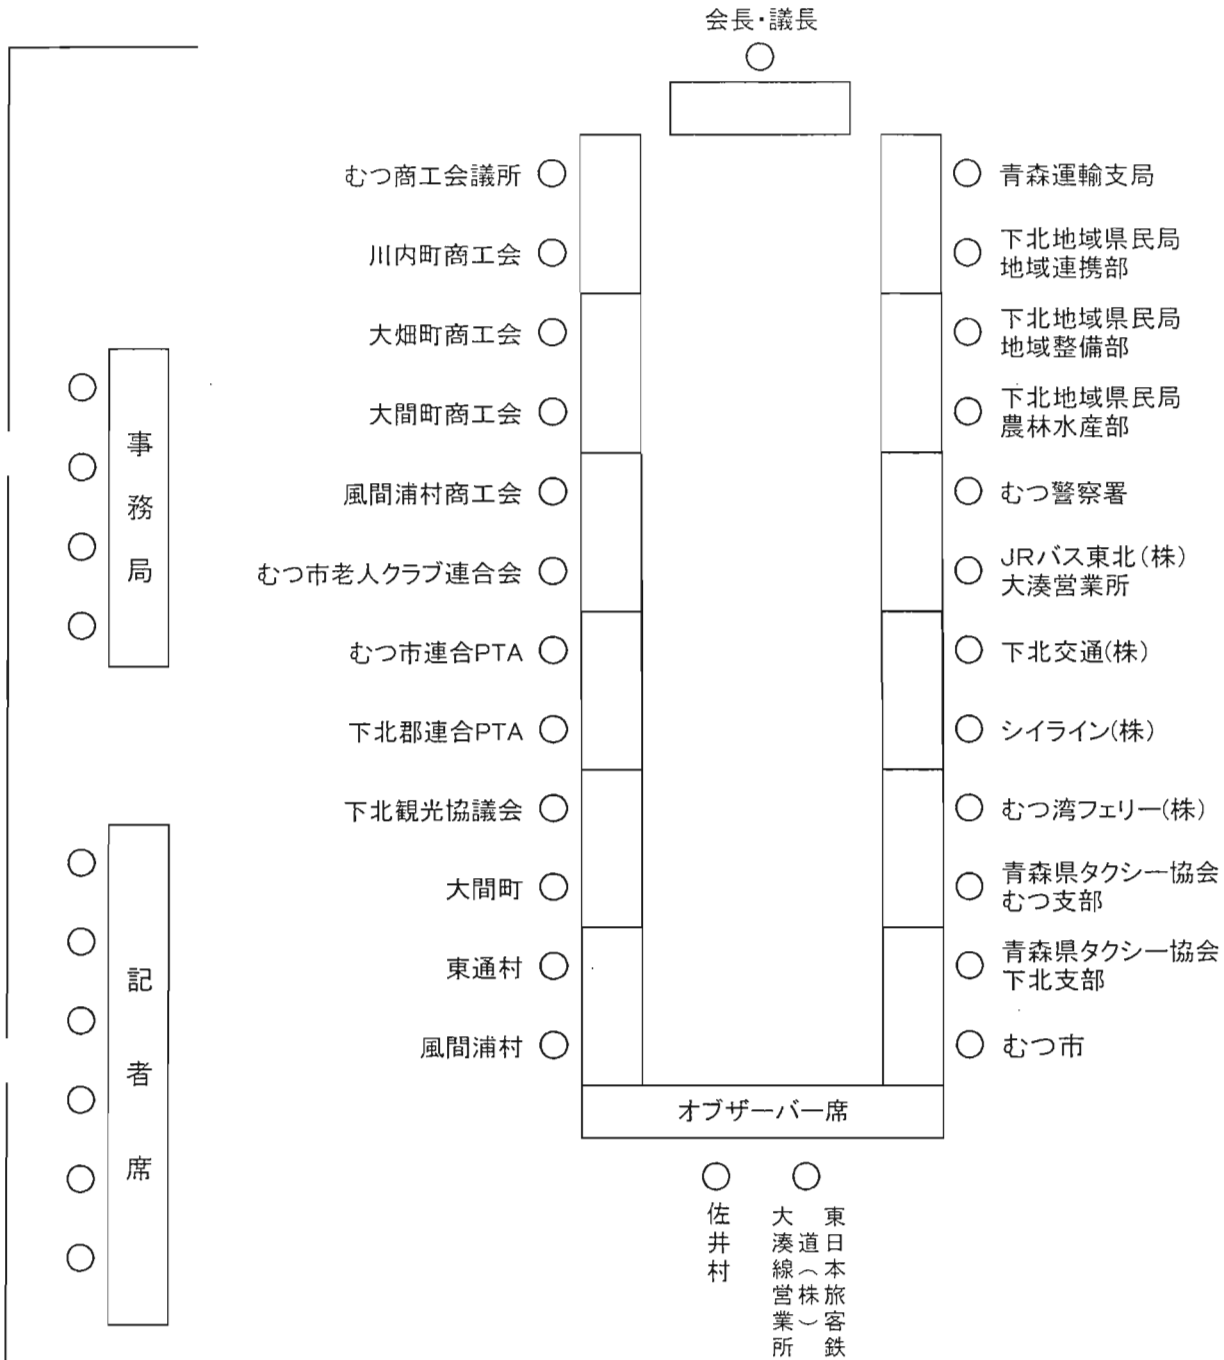 会長・議長
むつ商工会議所
川内町商工会
大畑町商工会
大間町商工会
風間浦村商工会
むつ市老人クラブ連合会
むつ市連合PTA
下北郡連合PTA
下北観光協議会
大間町
東通村
風間浦村
青森運輸支局
下北地域県民局
地域連携部
下北地域県民局
地域整備部
下北地域県民局
農林水産部
むつ警察署
JRバス東北(株)
大湊営業所
下北交通(株)
シイライン(株)
むつ湾フェリー(株)
青森県タクシー協会
むつ支部
青森県タクシー協会
下北支部
むつ市
オブザーバー席
佐井村
東日本旅客鉄
道(株)
大湊線営業所
事務局
記者席